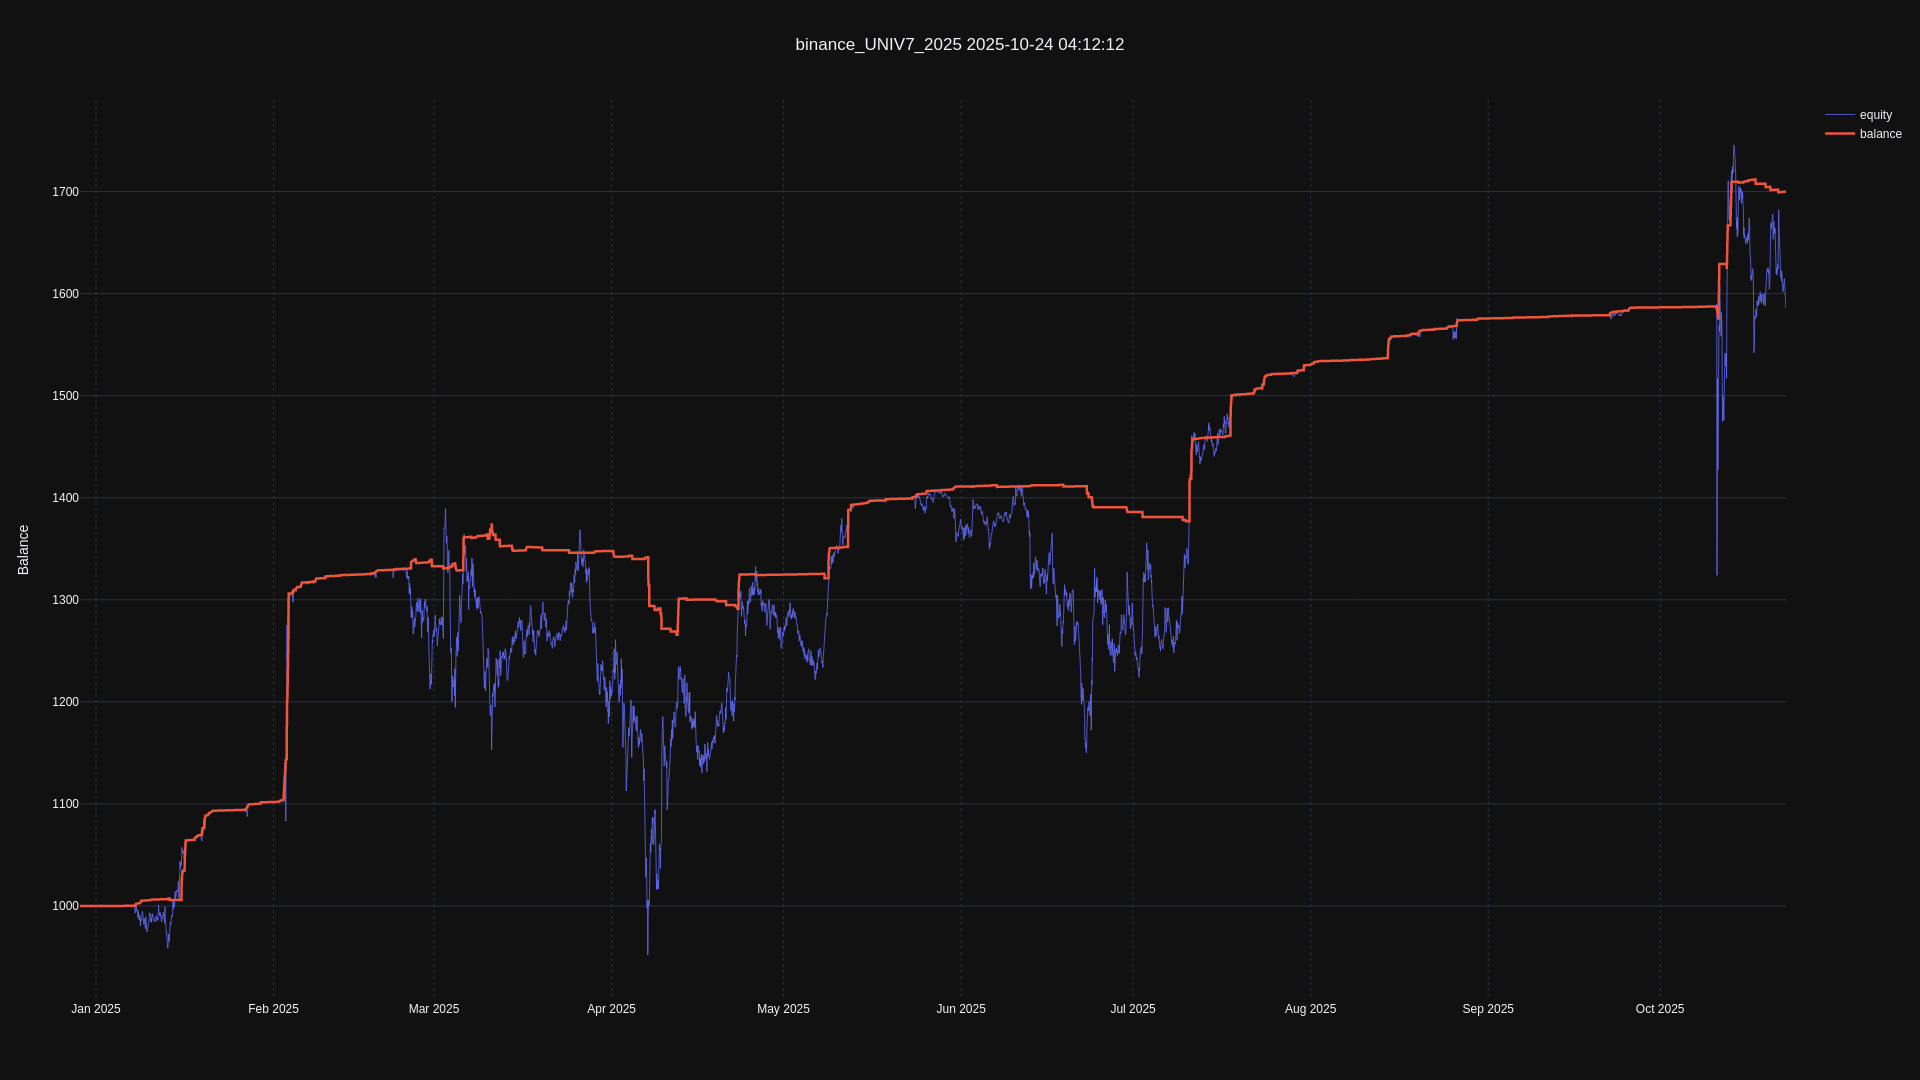 binance_UNIV7_2025 2025-10-24 04:12:12
equity
balance
Balance
1700
1600
1500
1400
1300
1200
1100
1000
Jan 2025
Feb 2025
Mar 2025
Apr 2025
May 2025
Jun 2025
Jul 2025
Aug 2025
Sep 2025
Oct 2025